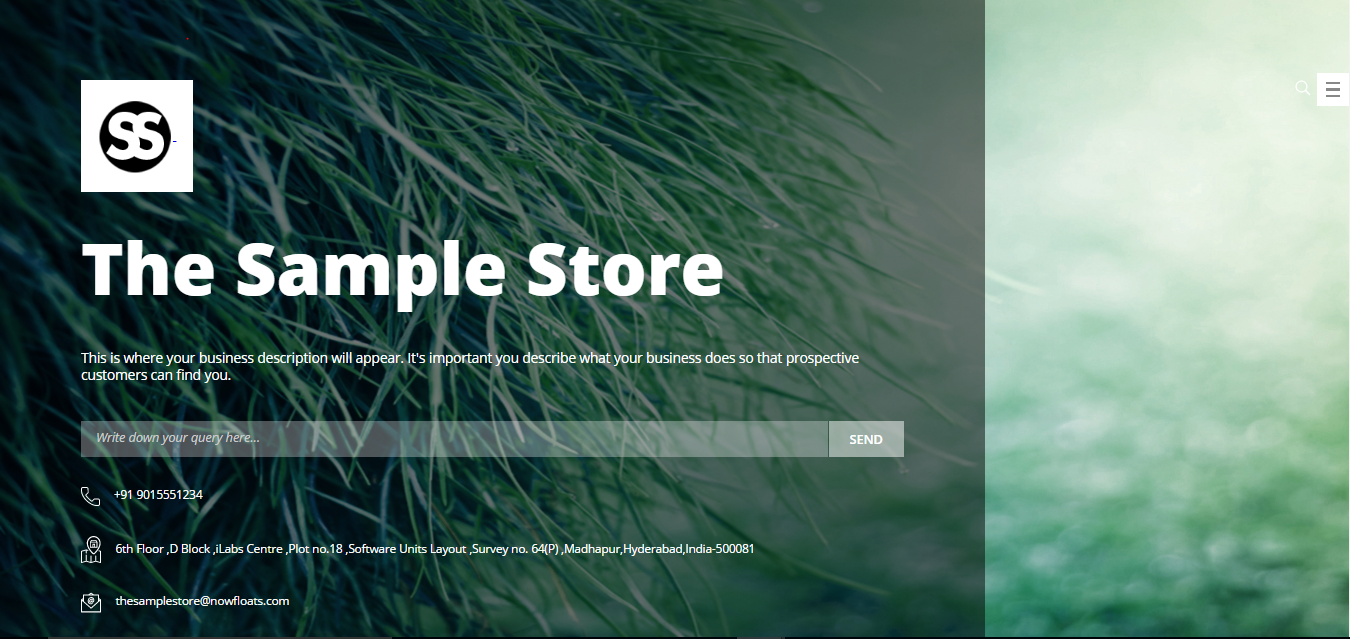 SS
The Sample Store
This is where your business description will appear. It's important you describe what your business does so that prospective
customers can find you.
Write down your query here...
SEND
+91 9015551234
6th Floor ,D Block ,iLabs Centre ,Plot no.18 ,Software Units Layout ,Survey no. 64(P) ,Madhapur,Hyderabad,India-500081
thesamplestore@nowfloats.com